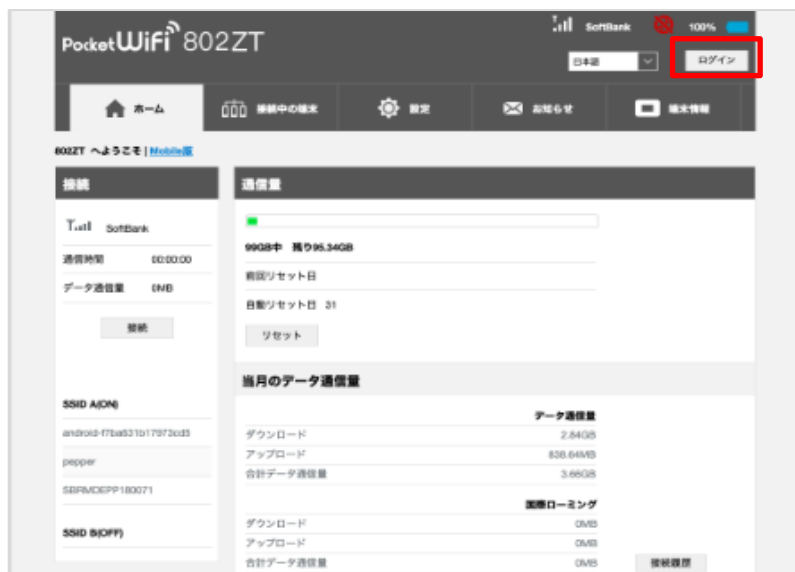 PocketWiFi 802ZT
SoftBank 100%
日本語
ログイン
ホーム
接続中の端末
設定
お知らせ
端末情報
802ZT へようこそ | Mobile版
接続
SoftBank
通信時間 00:00:00
データ通信量 0MB
接続
SSID A(ON)
pepper
SBRMDEPP180071
SSID B(OFF)
通信量
99GB中 残り95.34GB
前回リセット日
自動リセット日 31
リセット
当月のデータ通信量
データ通信量
ダウンロード 2.84GB
アップロード 838.64MB
合計データ通信量 3.66GB
国際ローミング
ダウンロード 0MB
アップロード 0MB
合計データ通信量 0MB
接続履歴